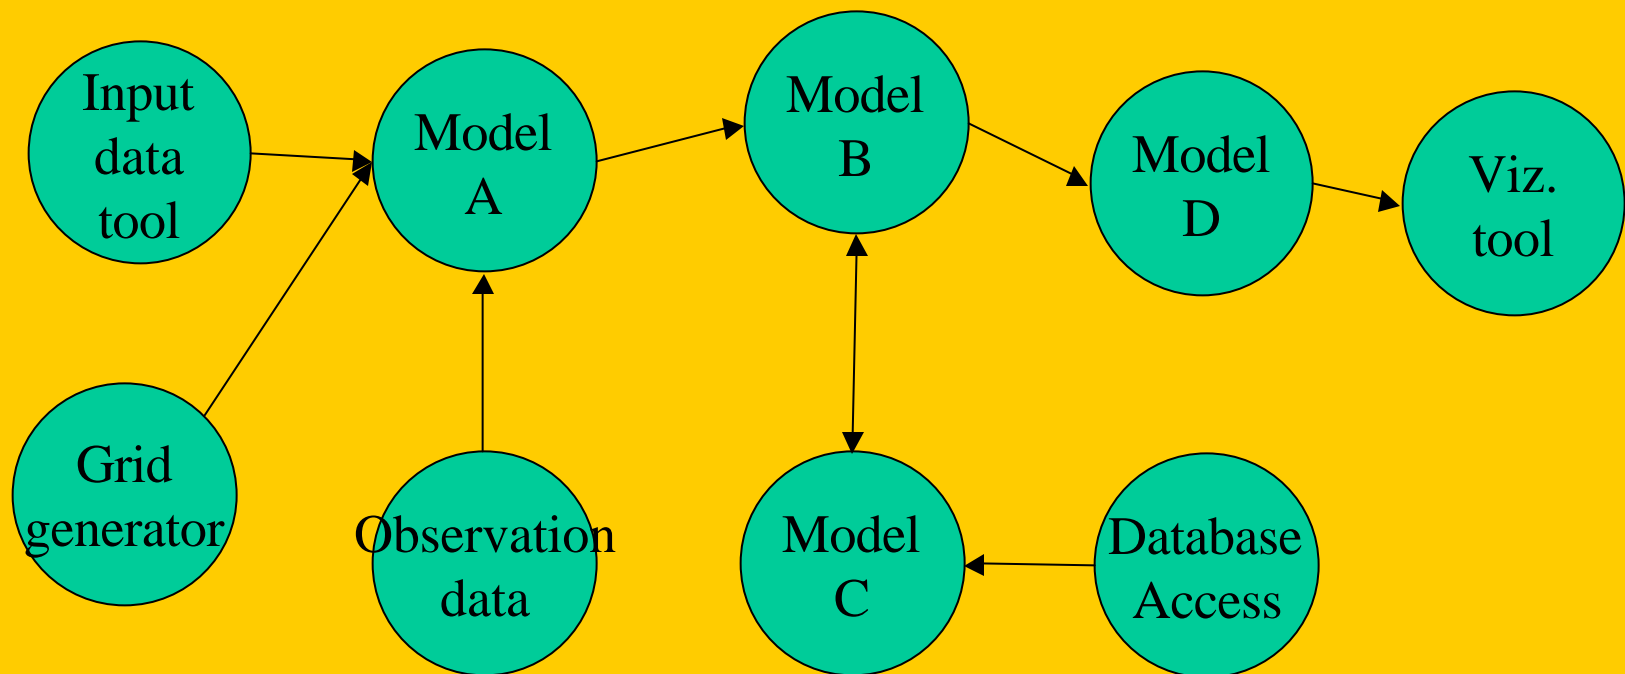 Input
data
tool
Model
A
Model
B
Model
D
Viz.
tool
Grid
generator
Observation
data
Model
C
Database
Access